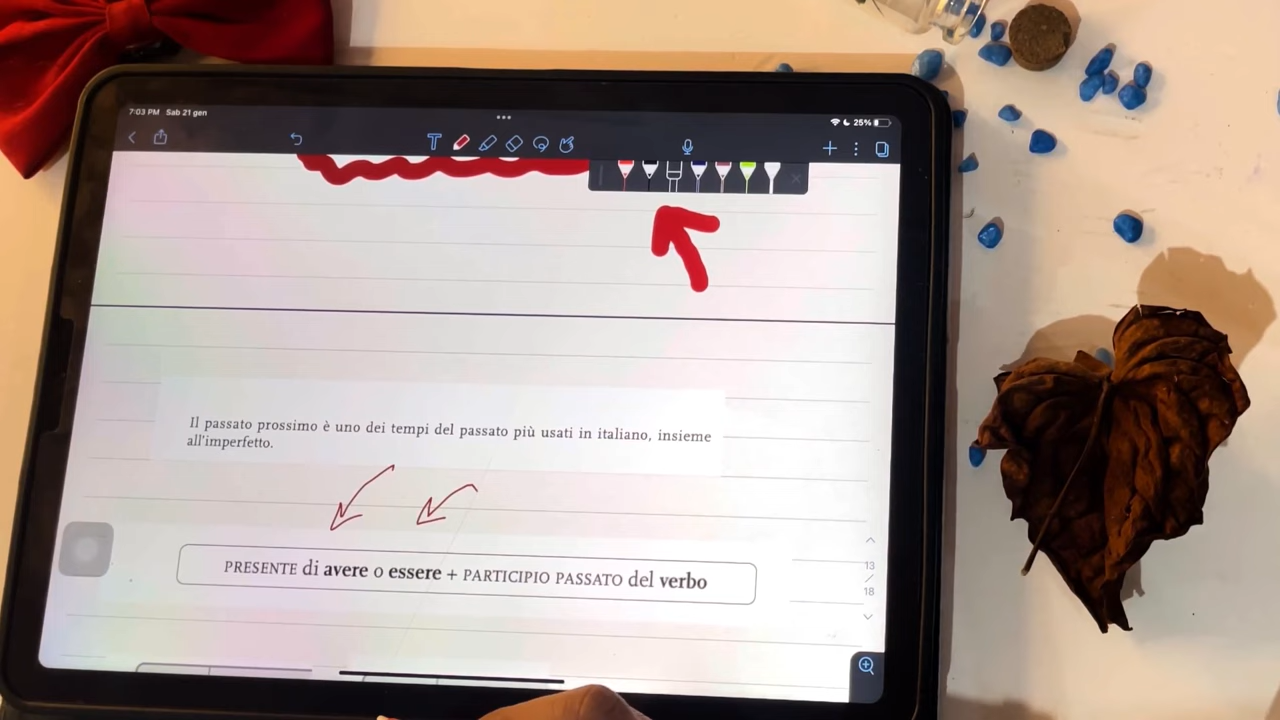 7:03 PM Sab 21 gen
25%
Il passato prossimo è uno dei tempi del passato più usati in italiano, insieme
all'imperfetto.
PRESENTE di avere o essere + PARTICIPIO PASSATO del verbo
13
/
18